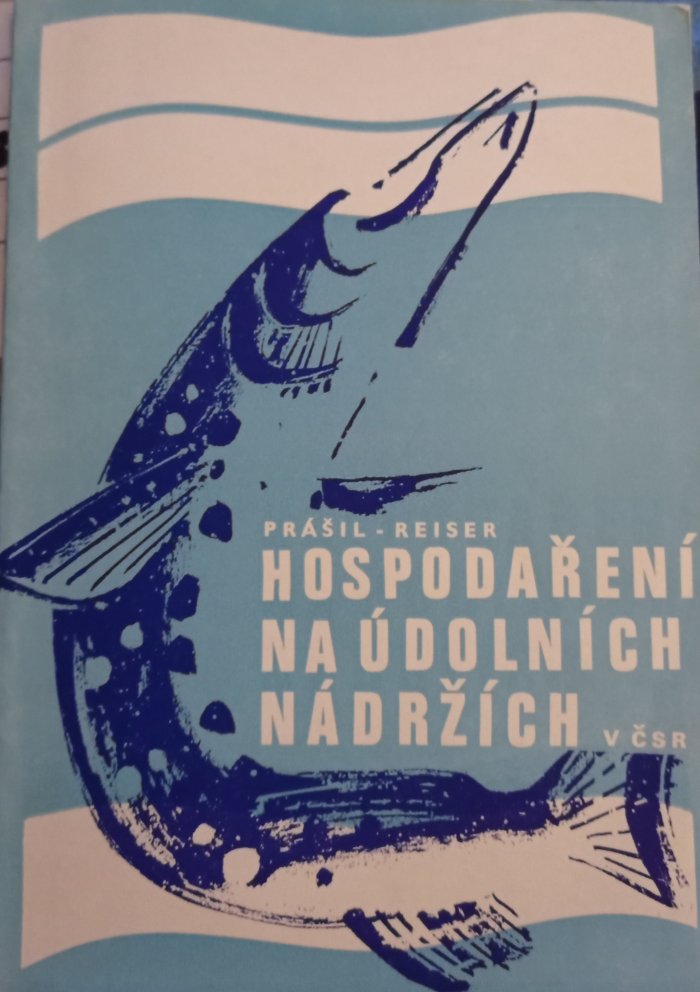 PRÁŠIL - REISER
HOSPODAŘENÍ
NA ÚDOLNÍCH
NÁDRŽÍCH V ČSR